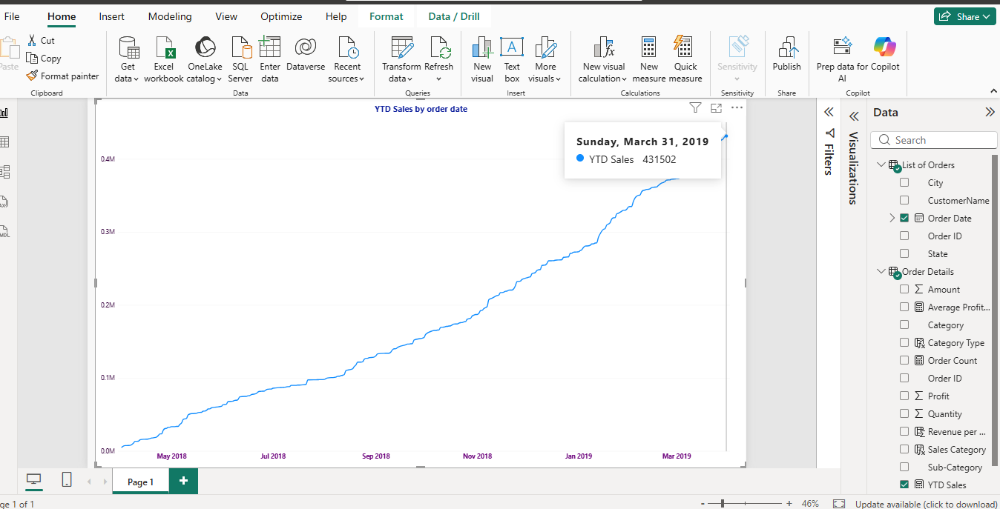 File Home Insert Modeling View Optimize Help Format Data / Drill Share
Paste
Cut
Copy
Format painter
Clipboard
Get data
Excel workbook
OneLake catalog
SQL Server
Enter data
Dataverse
Recent sources
Data
Transform data
Refresh
Queries
New visual
Text box
More visuals
Insert
New visual calculation
New measure
Quick measure
Calculations
Sensitivity
Sensitivity
Publish
Share
Prep data for AI
Copilot
Copilot
YTD Sales by order date
Sunday, March 31, 2019
YTD Sales 431502
0.4M
0.3M
0.2M
0.1M
0.0M
May 2018 Jul 2018 Sep 2018 Nov 2018 Jan 2019 Mar 2019
Filters
Visualizations
Data
Search
List of Orders
City
CustomerName
Order Date
Order ID
State
Order Details
Amount
Average Profit...
Category
Category Type
Order Count
Order ID
Profit
Quantity
Revenue per ...
Sales Category
Sub-Category
YTD Sales
Page 1 +
ge 1 of 1
- + 46% Update available (click to download)